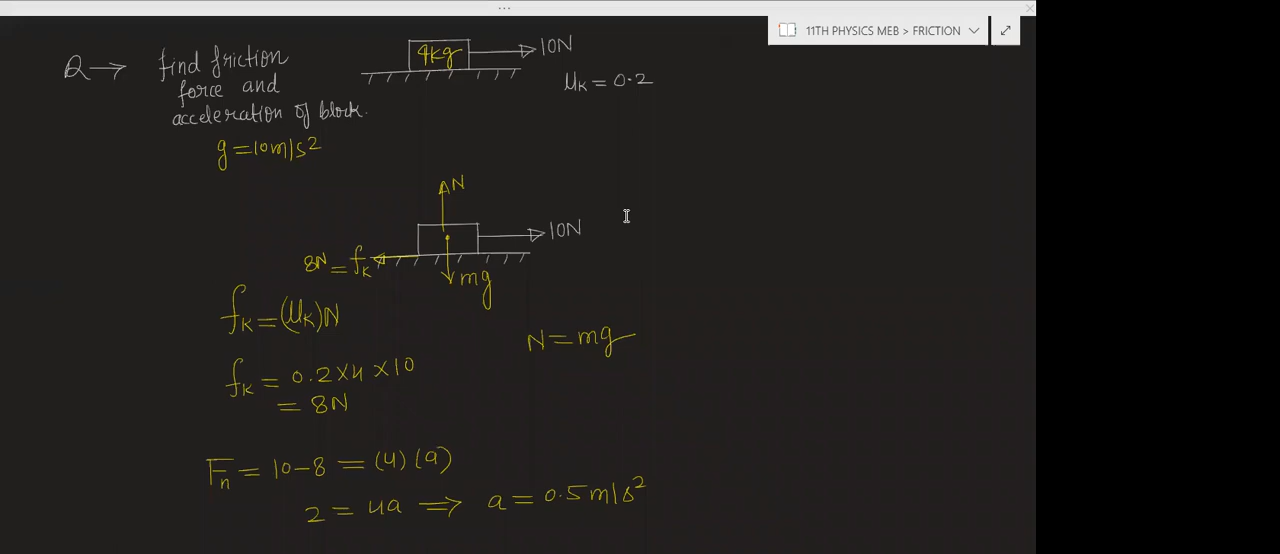 11TH PHYSICS MEB > FRICTION
Q → find friction
force and
acceleration of block.
g = 10m/s²
4kg
10N
μK = 0.2
N
10N
8N = fK
mg
fK = (μK)N
N = mg
fK = 0.2 × 4 × 10
= 8N
Fn = 10-8 = (4) (a)
2 = 4a ⟹ a = 0.5 m/s²